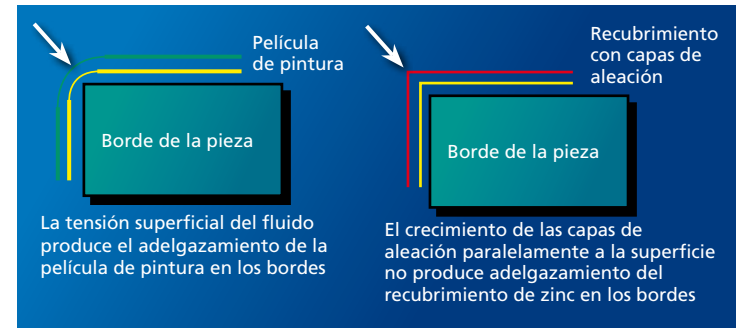 Película
de pintura
Borde de la pieza
La tensión superficial del fluido
produce el adelgazamiento de la
película de pintura en los bordes
Recubrimiento
con capas de
aleación
Borde de la pieza
El crecimiento de las capas de
aleación paralelamente a la superficie
no produce adelgazamiento del
recubrimiento de zinc en los bordes